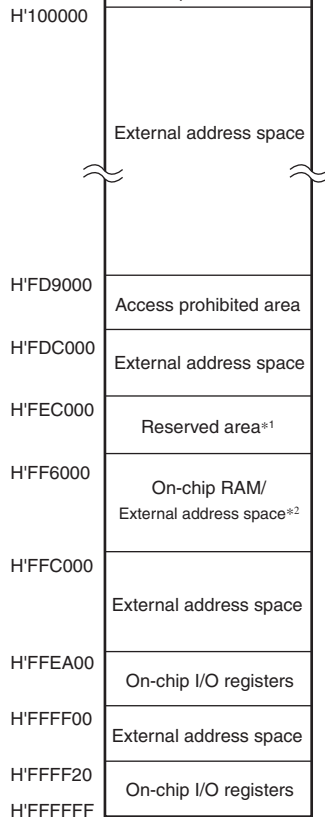 H'100000
External address space
H'FD9000
Access prohibited area
H'FDC000
External address space
H'FEC000
Reserved area*1
H'FF6000
On-chip RAM/
External address space*2
H'FFC000
External address space
H'FFEA00
On-chip I/O registers
H'FFFF00
External address space
H'FFFF20
On-chip I/O registers
H'FFFFFF